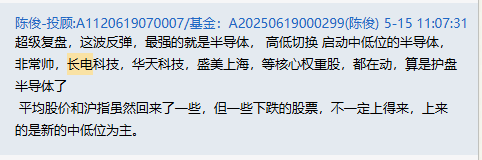 陈俊-投顾:A1120619070007/基金：A20250619000299(陈俊) 5-15 11:07:31
超级复盘，这波反弹，最强的就是半导体， 高低切换 启动中低位的半导体，
非常帅，长电科技，华天科技，盛美上海，等核心权重股，都在动，算是护盘
半导体了
平均股价和沪指虽然回来了一些，但一些下跌的股票，不一定上得来，上来
的是新的中低位为主。